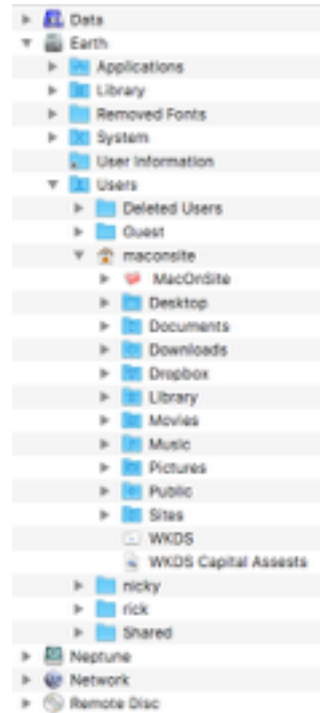 Data
Earth
Applications
Library
Removed Fonts
System
User Information
Users
Deleted Users
Guest
maconsite
MacOnSite
Desktop
Documents
Downloads
Dropbox
Library
Movies
Music
Pictures
Public
Sites
WKDS
WKDS Capital Assests
nicky
rick
Shared
Neptune
Network
Remote Disc